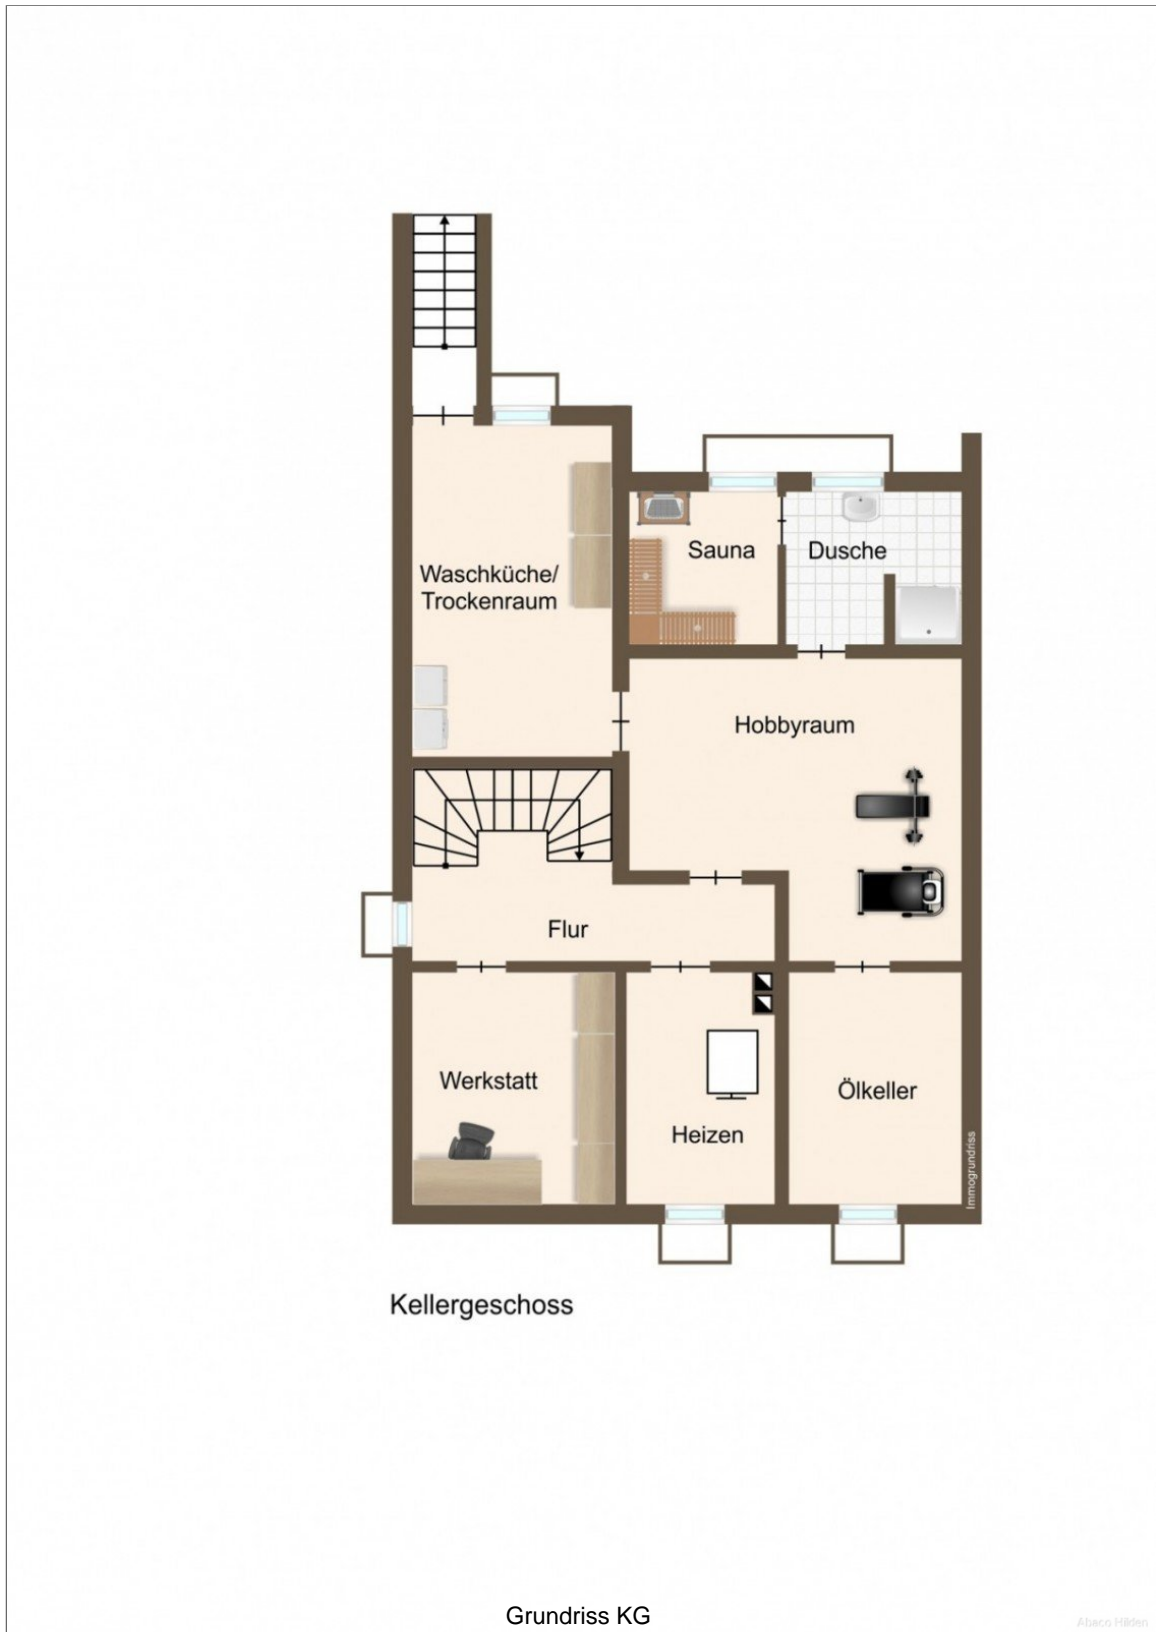 Sauna
Dusche
Waschküche/
Trockenraum
Hobbyraum
Flur
Werkstatt
Heizen
Ölkeller
Immogrundriss
Kellergeschoss
Grundriss KG
Abaco Hilden